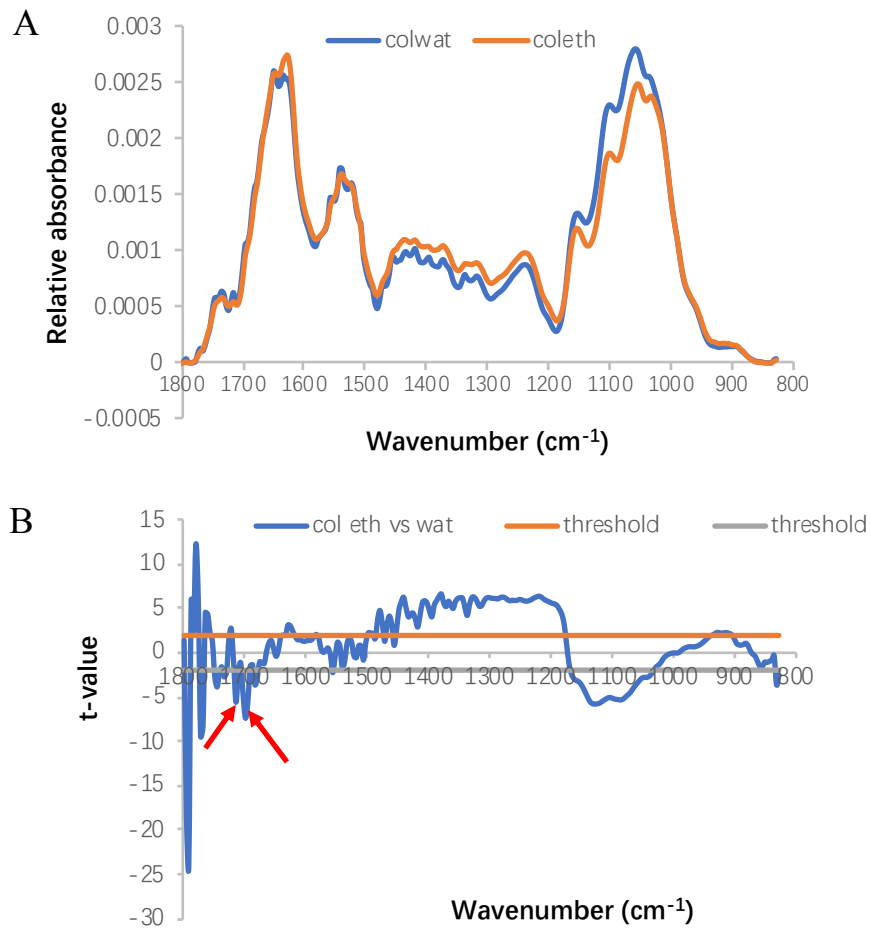 A
colwat coleth
0.003
0.0025
0.002
0.0015
0.001
0.0005
0
-0.0005
Relative absorbance
1800 1700 1600 1500 1400 1300 1200 1100 1000 900 800
Wavenumber (cm⁻¹)
B
col eth vs wat threshold threshold
15
10
5
0
-5
-10
-15
-20
-25
-30
t-value
1800 1700 1600 1500 1400 1300 1200 1100 1000 900 800
Wavenumber (cm⁻¹)